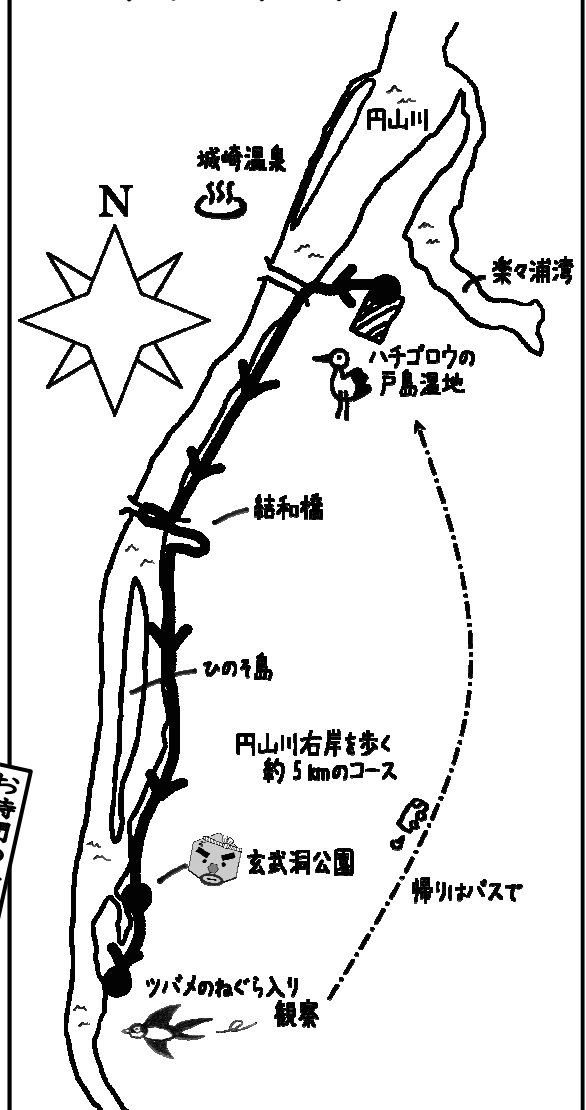 円山川
城崎温泉
N
楽々浦湾
ハチゴロウの
戸島湿地
結和橋
ひのそ島
円山川右岸を歩く
約5kmのコース
お寺
玄武洞公園
帰りはバスで
ツバメのねぐら入り
観察